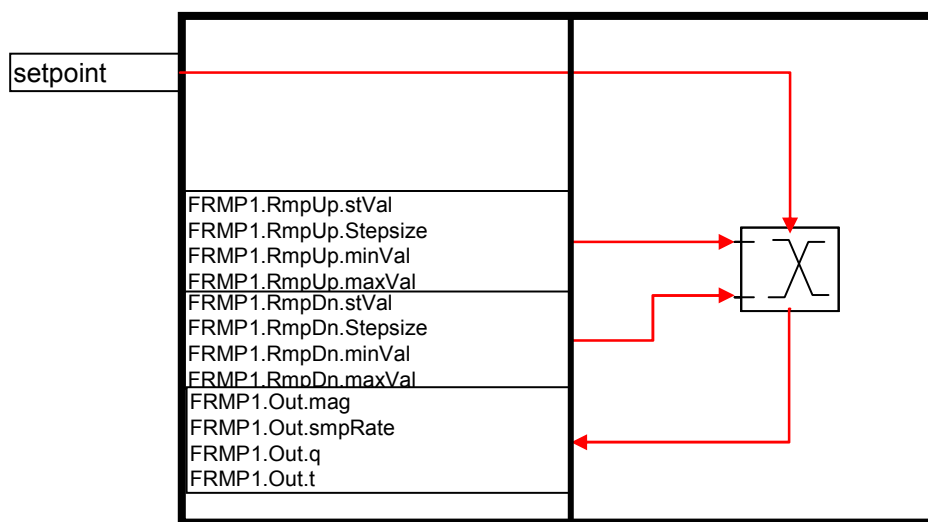 setpoint
FRMP1.RmpUp.stVal
FRMP1.RmpUp.Stepsize
FRMP1.RmpUp.minVal
FRMP1.RmpUp.maxVal
FRMP1.RmpDn.stVal
FRMP1.RmpDn.Stepsize
FRMP1.RmpDn.minVal
FRMP1.RmpDn.maxVal
FRMP1.Out.mag
FRMP1.Out.smpRate
FRMP1.Out.q
FRMP1.Out.t